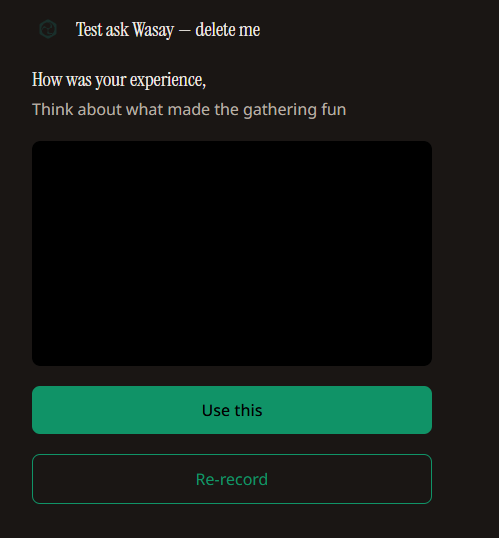 Test ask Wasay — delete me
How was your experience,
Think about what made the gathering fun
Use this
Re-record